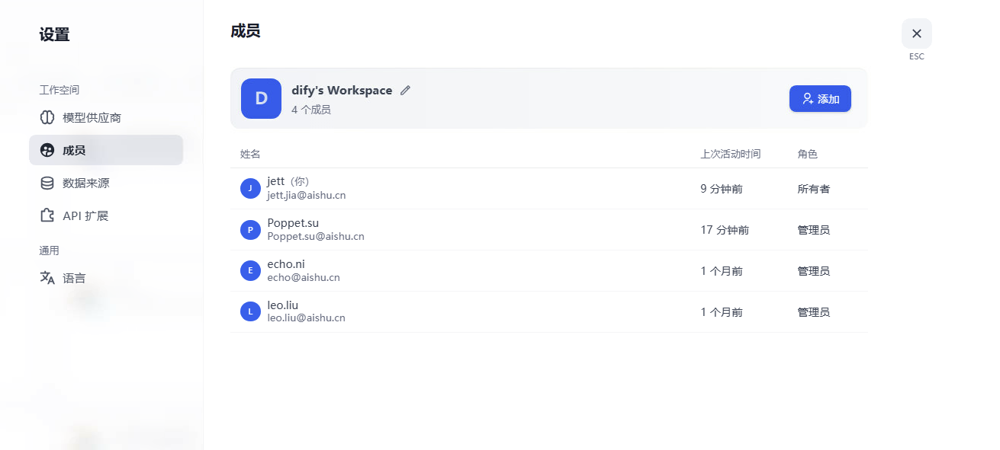 设置
工作空间
模型供应商
成员
数据来源
API 扩展
通用
语言
成员
ESC
D
dify's Workspace
4 个成员
添加
姓名 上次活动时间 角色
J jett（你） 9 分钟前 所有者
jett.jia@aishu.cn
P Poppet.su 17 分钟前 管理员
Poppet.su@aishu.cn
E echo.ni 1 个月前 管理员
echo@aishu.cn
L leo.liu 1 个月前 管理员
leo.liu@aishu.cn